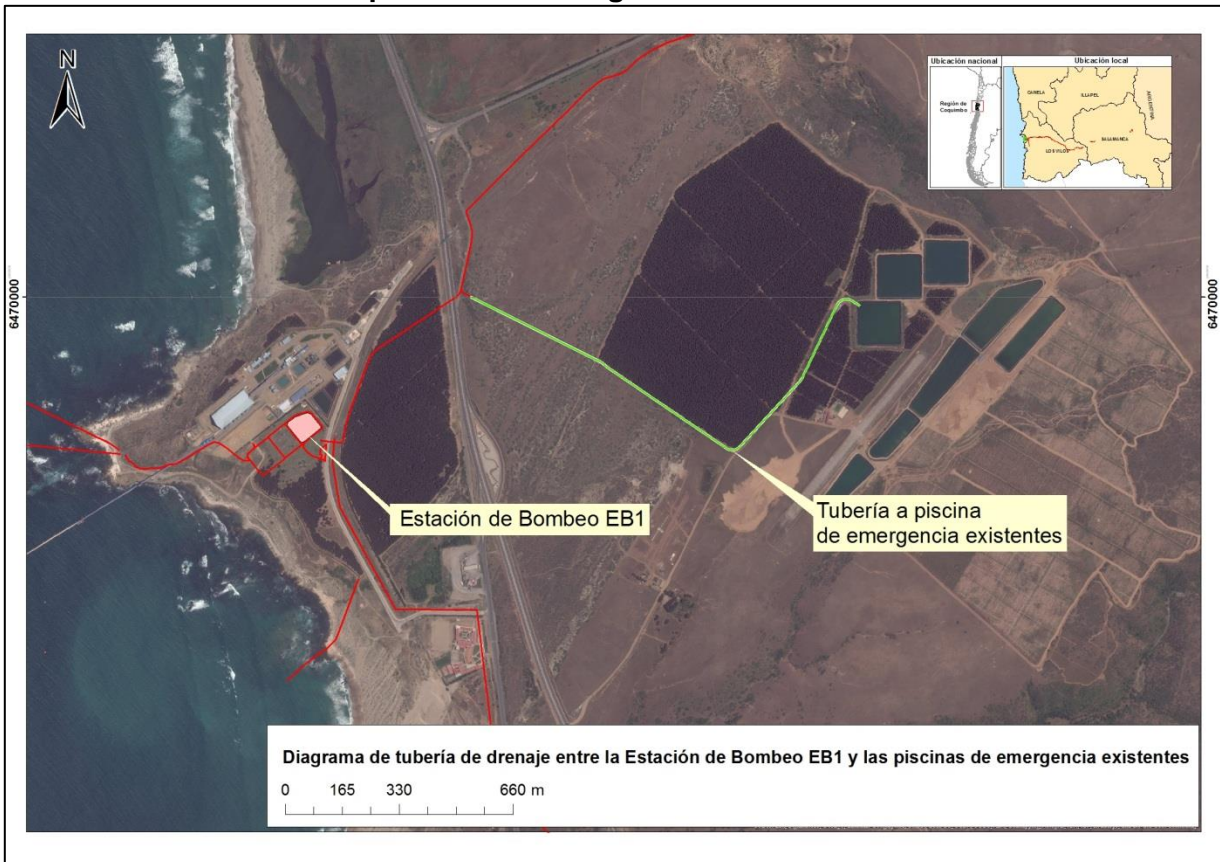 N
Ubicación nacional
Región de
Coquimbo
Ubicación local
CANELA
ILLAPEL
ARGENTINA
SALAMANCA
LOS VILOS
6470000
6470000
Estación de Bombeo EB1
Tubería a piscina
de emergencia existentes
Diagrama de tubería de drenaje entre la Estación de Bombeo EB1 y las piscinas de emergencia existentes
0 165 330 660 m